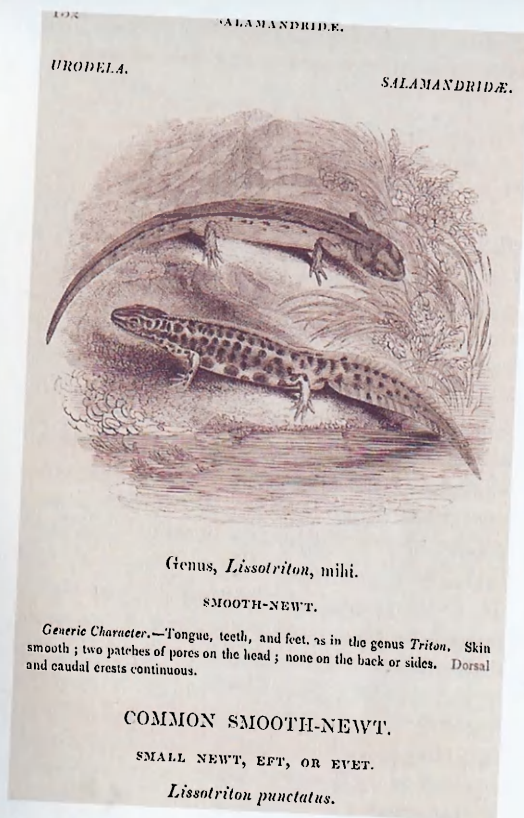 SALAMANDRIDÆ.
URODELA.
SALAMANDRIDÆ.
Genus, Lissotriton, mihi.
SMOOTH-NEWT.
Generic Character.—Tongue, teeth, and feet, as in the genus Triton. Skin
smooth ; two patches of pores on the head ; none on the back or sides. Dorsal
and caudal crests continuous.
COMMON SMOOTH-NEWT.
SMALL NEWT, EFT, OR EVET.
Lissotriton punctatus.